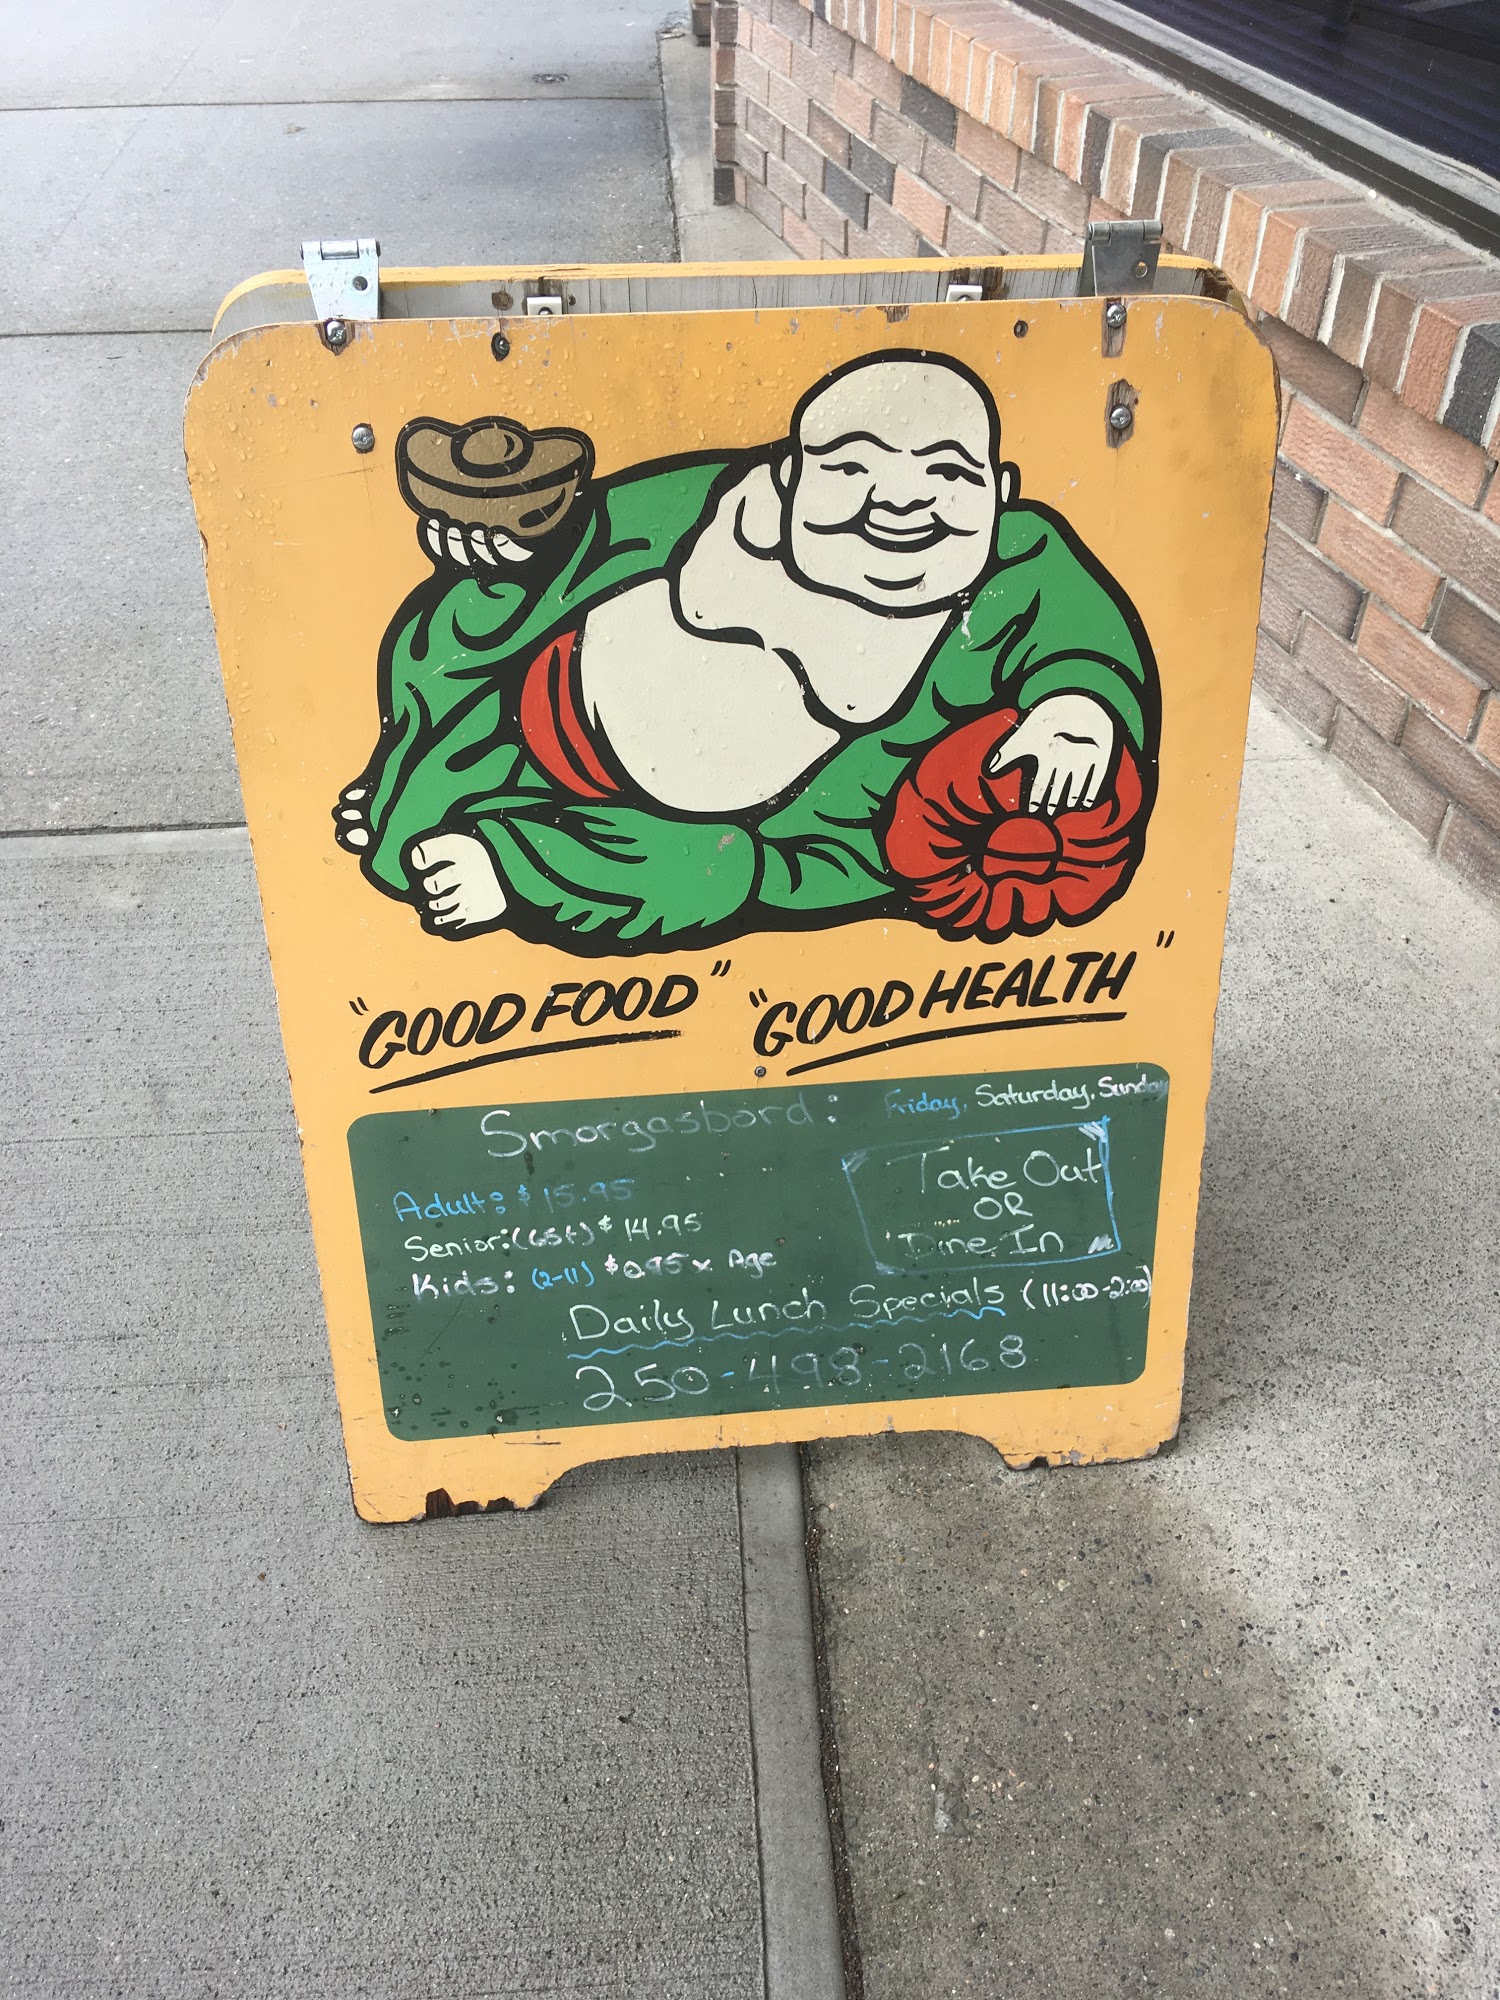 "GOOD FOOD" "GOOD HEALTH"
Smorgasbord: Friday, Saturday, Sunday
Adult: $15.95
Senior: (65+) $14.95
Kids: (2-11) $0.95 x Age
Take Out
OR
Dine In
Daily Lunch Specials (11:00-2:00)
250-498-2168